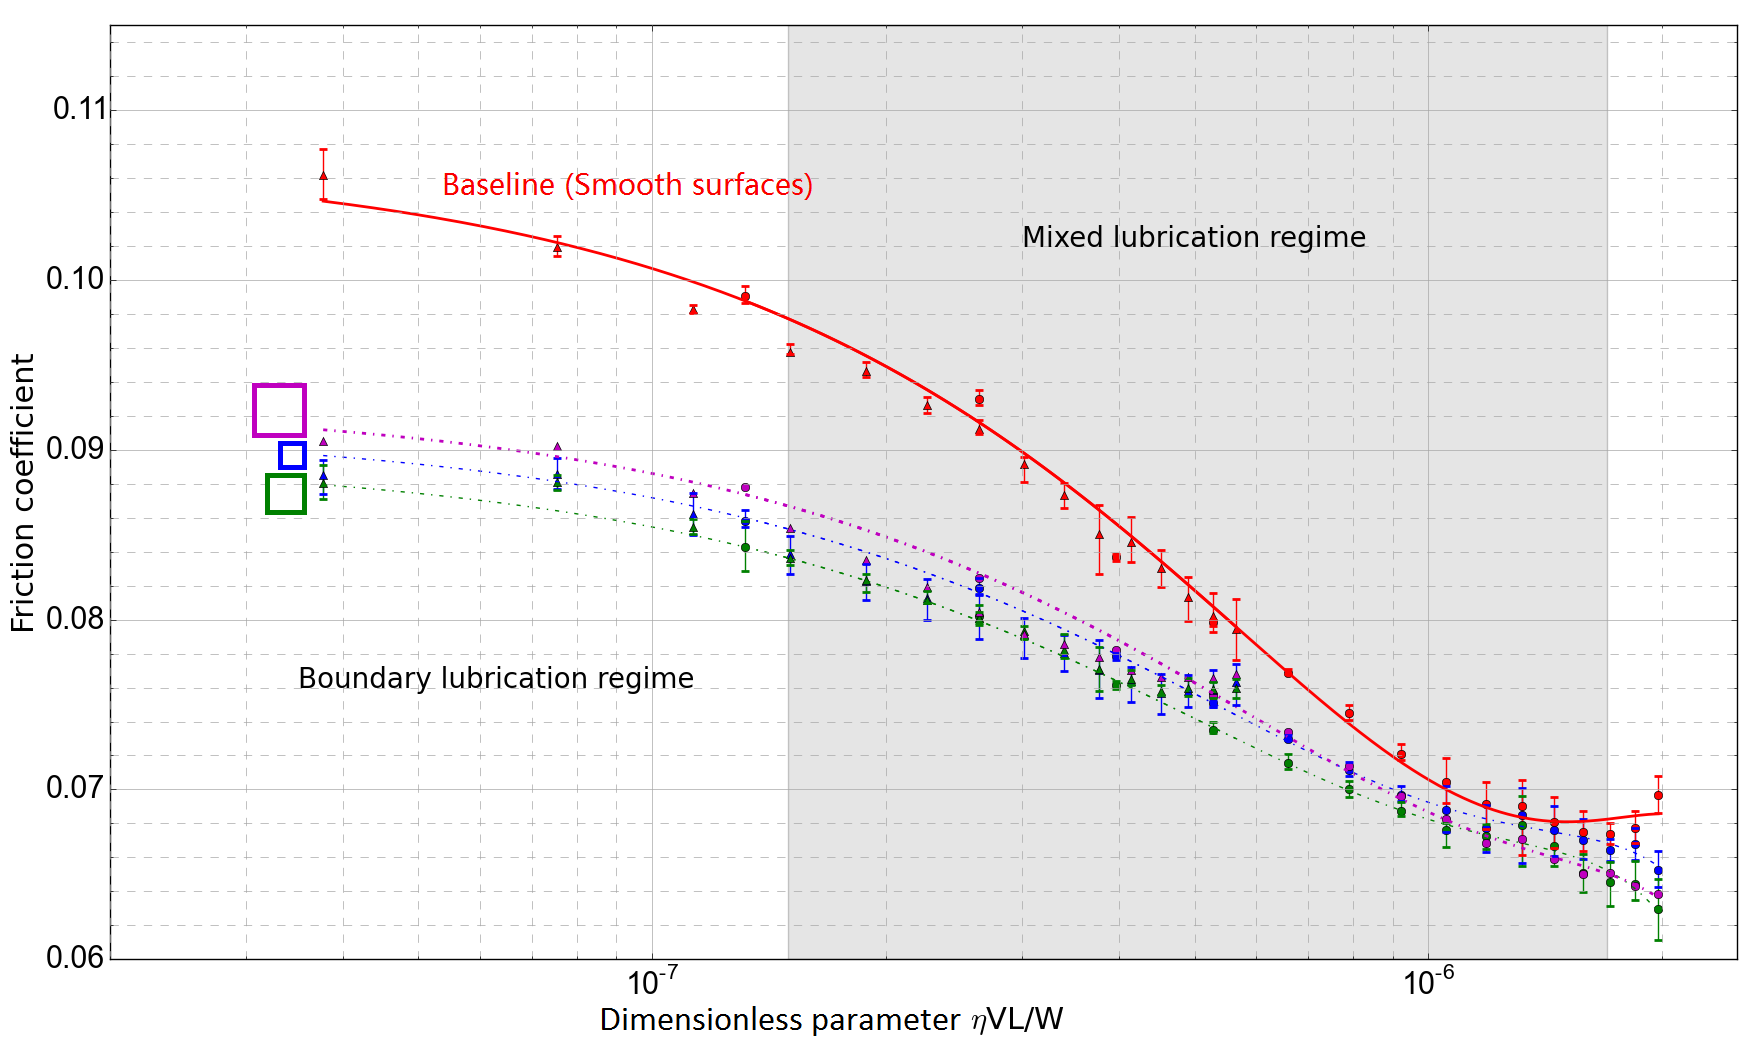 0.11
Baseline (Smooth surfaces)
Mixed lubrication regime
0.10
0.09
Friction coefficient
0.08
Boundary lubrication regime
0.07
0.06
10-7
10-6
Dimensionless parameter ηVL/W